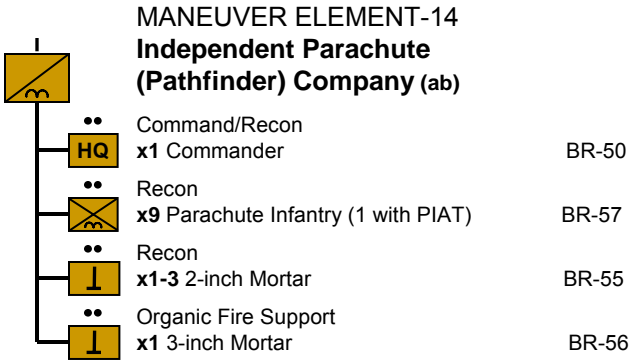 MANEUVER ELEMENT-14
Independent Parachute
(Pathfinder) Company (ab)
Command/Recon
HQ x1 Commander BR-50
Recon
x9 Parachute Infantry (1 with PIAT) BR-57
Recon
x1-3 2-inch Mortar BR-55
Organic Fire Support
x1 3-inch Mortar BR-56